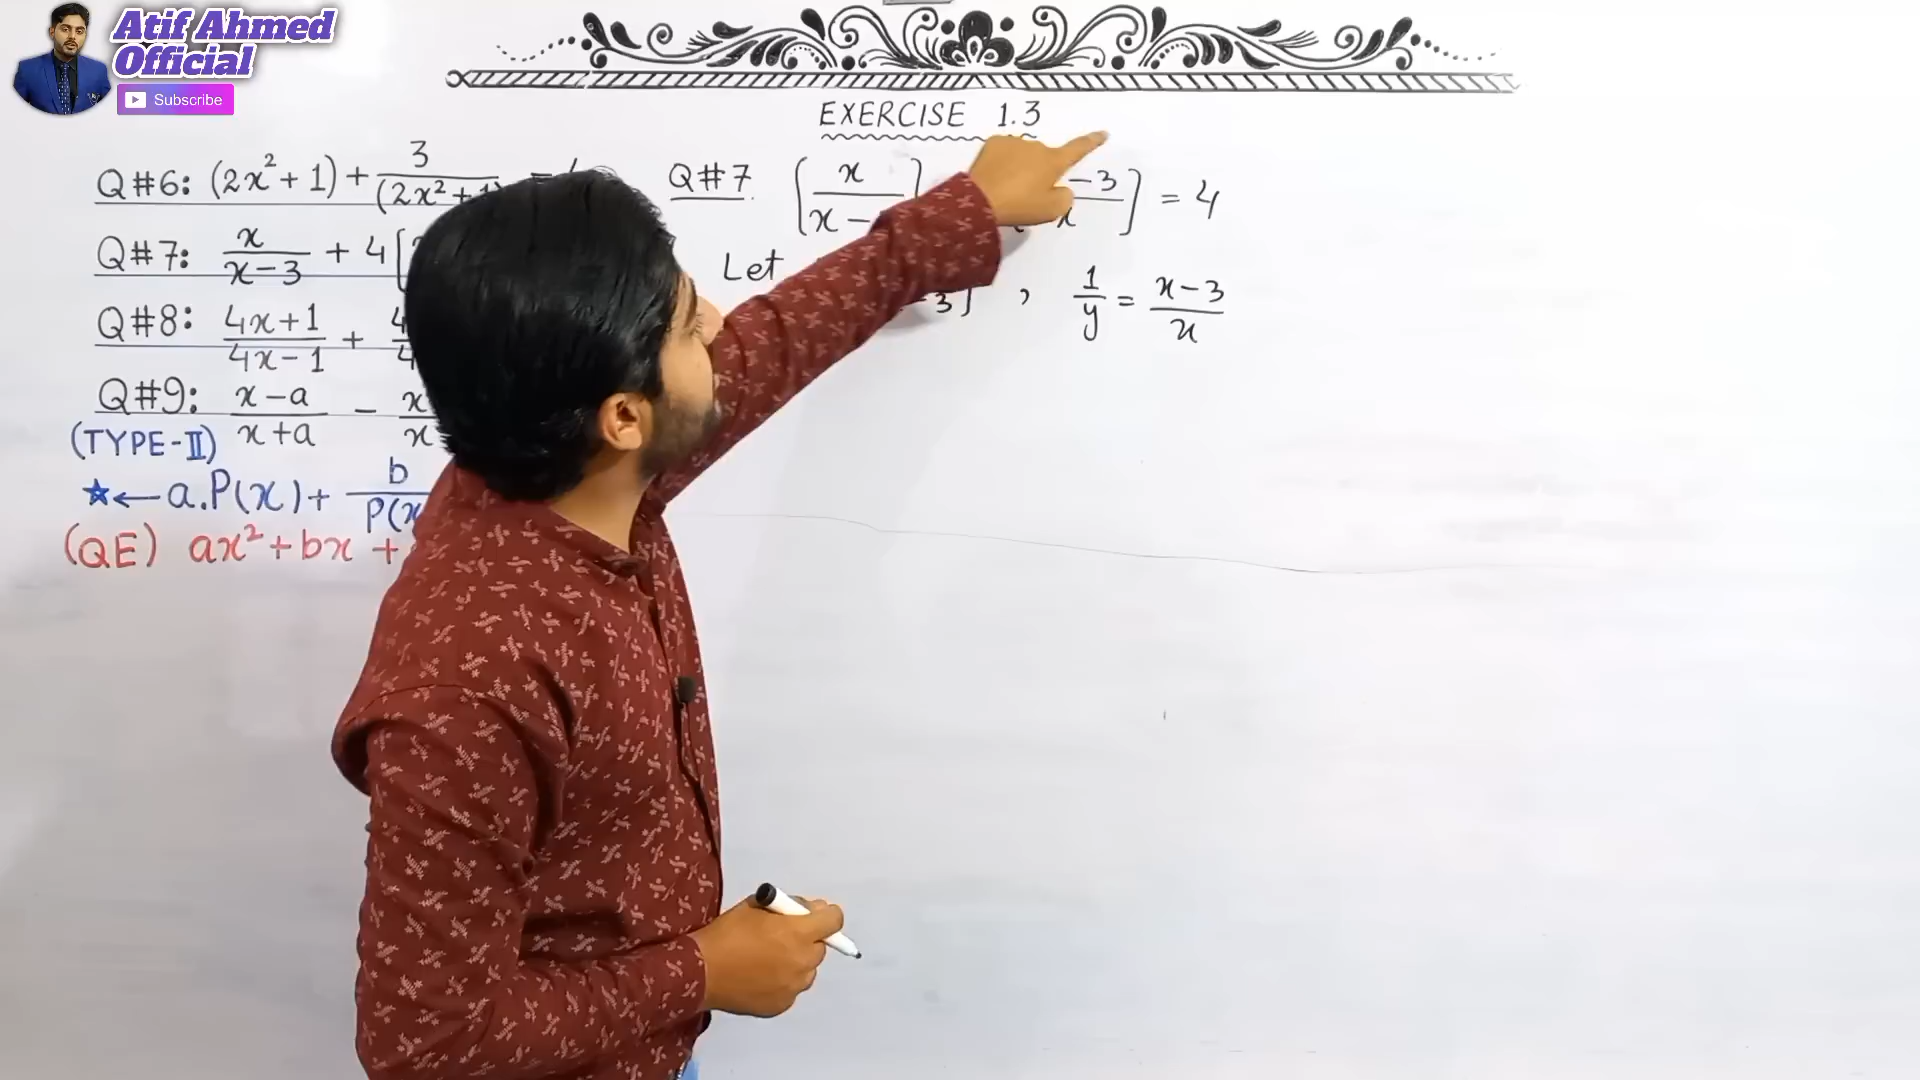 Atif Ahmed
Official
Subscribe
EXERCISE 1.3
Q#6: (2x² + 1) + 3/(2x² + 1) =
Q#7: x/(x-3) + 4[
Q#8: (4x+1)/(4x-1) + 4/4
Q#9: (x-a)/(x+a) - x/x
(TYPE-II)
★← a.P(x) + b/P(x
(QE) ax² + bx +
Q#7 [x/(x- ] -3/x] = 4
Let -3] , 1/y = (x-3)/x